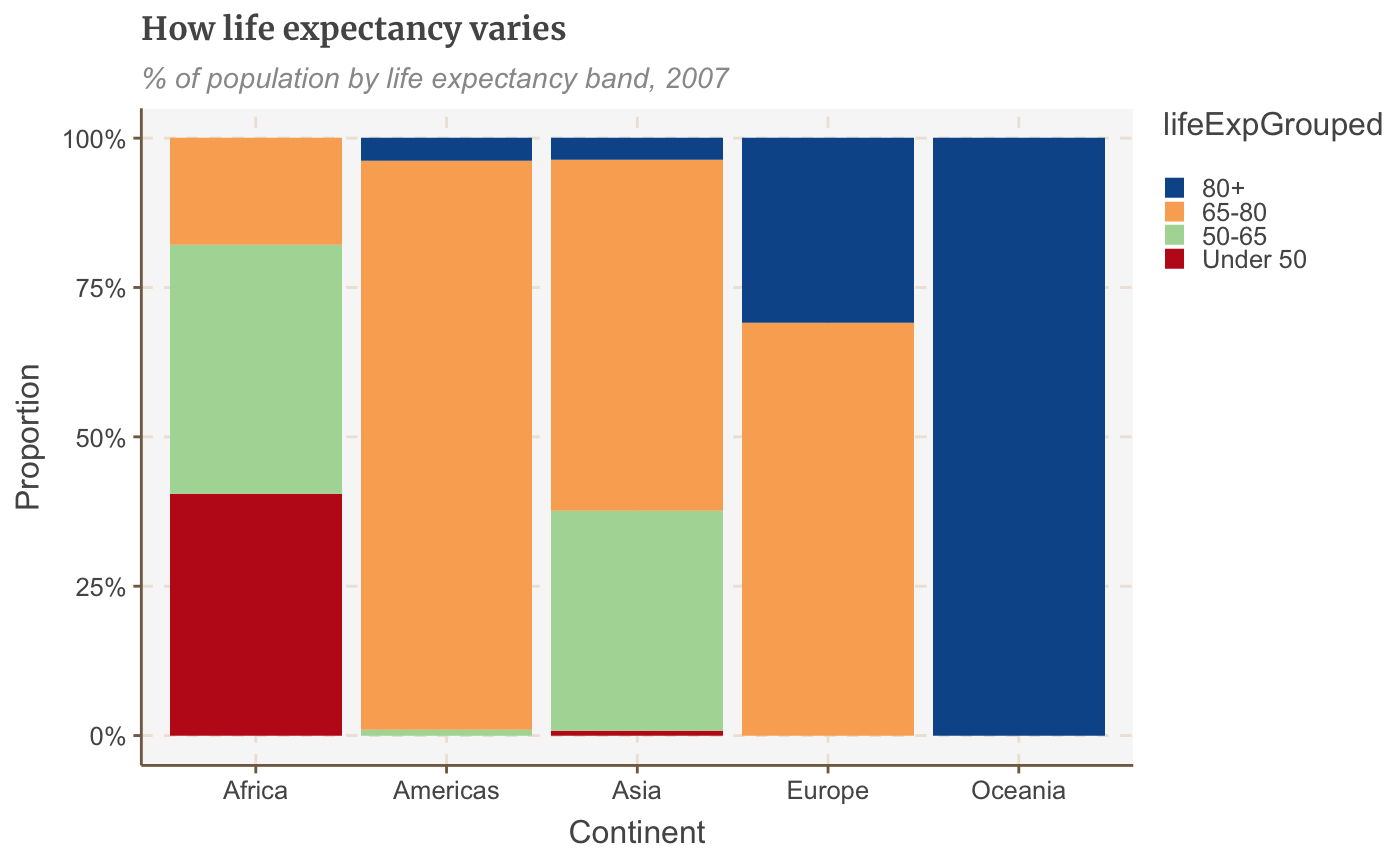 How life expectancy varies
% of population by life expectancy band, 2007
lifeExpGrouped
80+
65-80
50-65
Under 50
Proportion
100%
75%
50%
25%
0%
Africa Americas Asia Europe Oceania
Continent